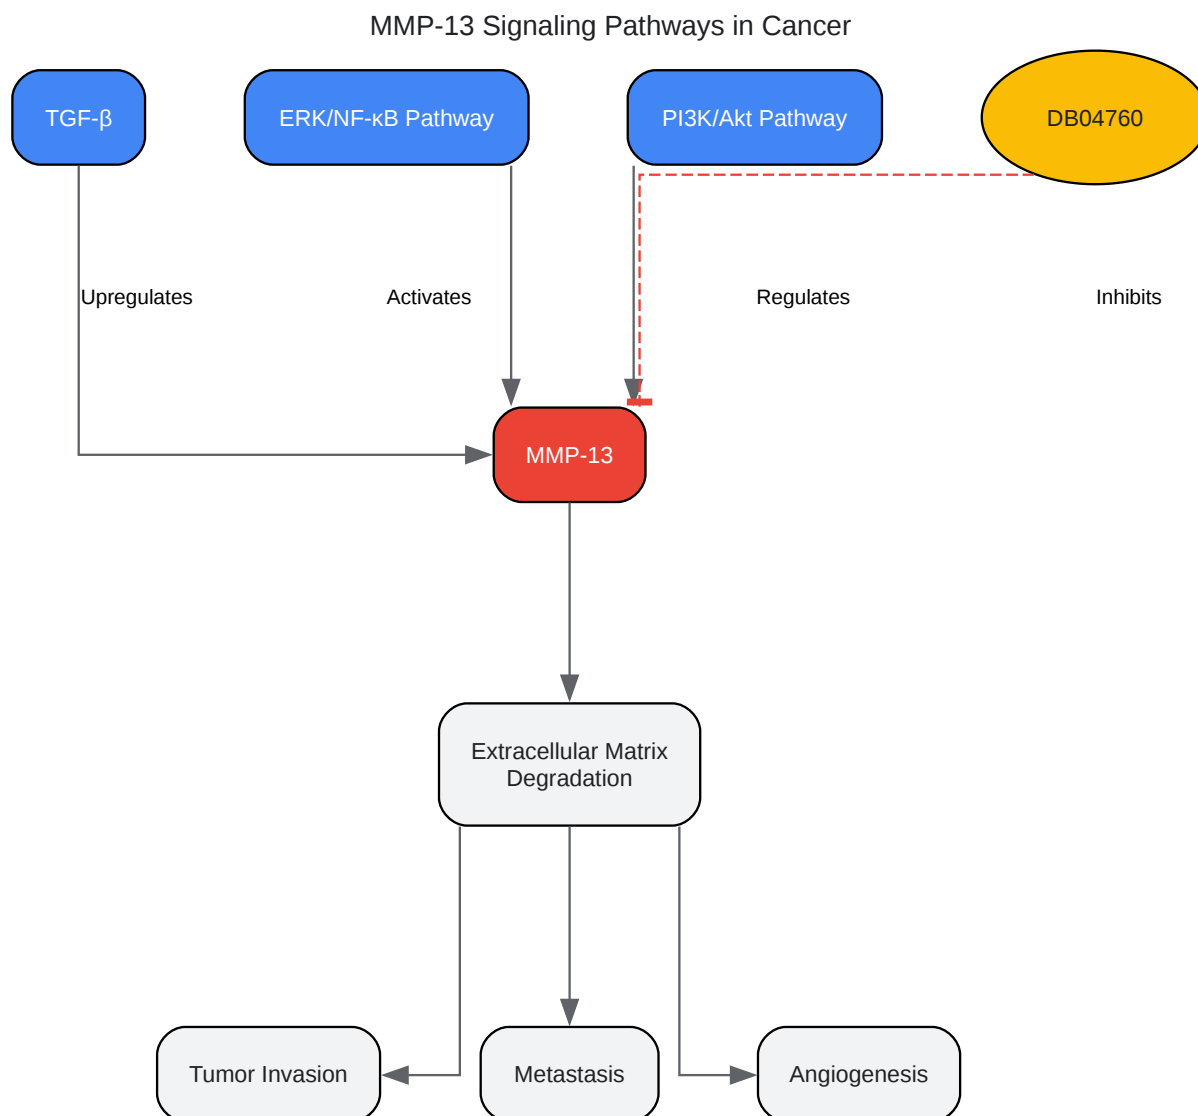 MMP-13 Signaling Pathways in Cancer
TGF-β
ERK/NF-κB Pathway
PI3K/Akt Pathway
DB04760
Upregulates
Activates
Regulates
Inhibits
MMP-13
Extracellular Matrix
Degradation
Tumor Invasion
Metastasis
Angiogenesis